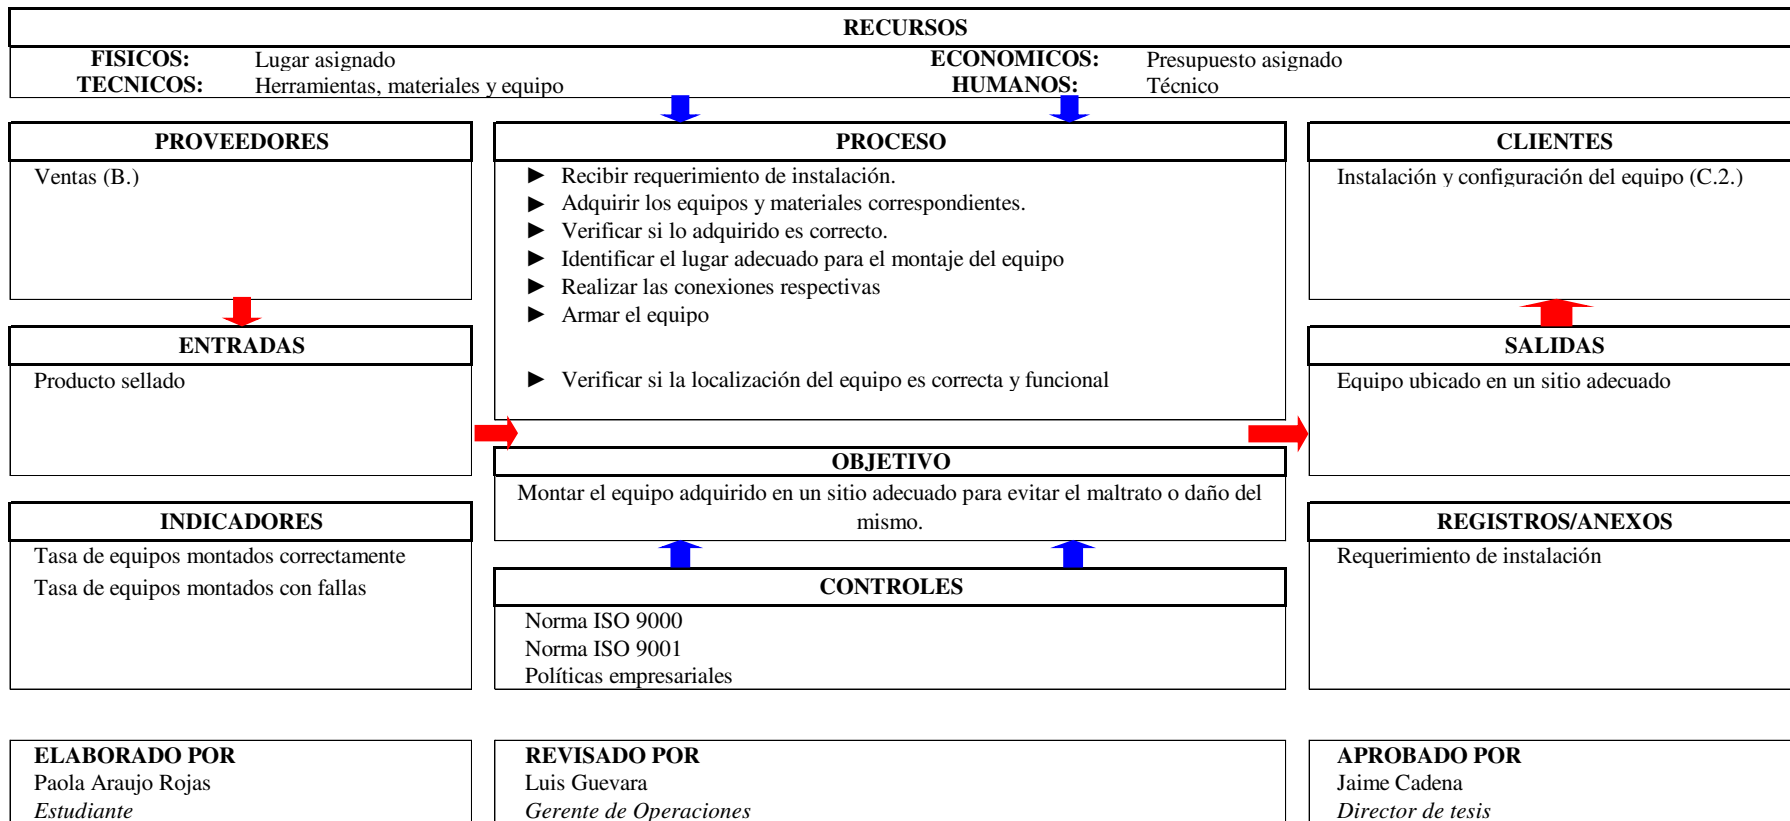 RECURSOS
FISICOS: Lugar asignado ECONOMICOS: Presupuesto asignado
TECNICOS: Herramientas, materiales y equipo HUMANOS: Técnico
PROVEEDORES
Ventas (B.)
PROCESO
► Recibir requerimiento de instalación.
► Adquirir los equipos y materiales correspondientes.
► Verificar si lo adquirido es correcto.
► Identificar el lugar adecuado para el montaje del equipo
► Realizar las conexiones respectivas
► Armar el equipo
► Verificar si la localización del equipo es correcta y funcional
CLIENTES
Instalación y configuración del equipo (C.2.)
ENTRADAS
Producto sellado
SALIDAS
Equipo ubicado en un sitio adecuado
OBJETIVO
Montar el equipo adquirido en un sitio adecuado para evitar el maltrato o daño del
mismo.
INDICADORES
Tasa de equipos montados correctamente
Tasa de equipos montados con fallas
CONTROLES
Norma ISO 9000
Norma ISO 9001
Políticas empresariales
REGISTROS/ANEXOS
Requerimiento de instalación
ELABORADO POR
Paola Araujo Rojas
Estudiante
REVISADO POR
Luis Guevara
Gerente de Operaciones
APROBADO POR
Jaime Cadena
Director de tesis